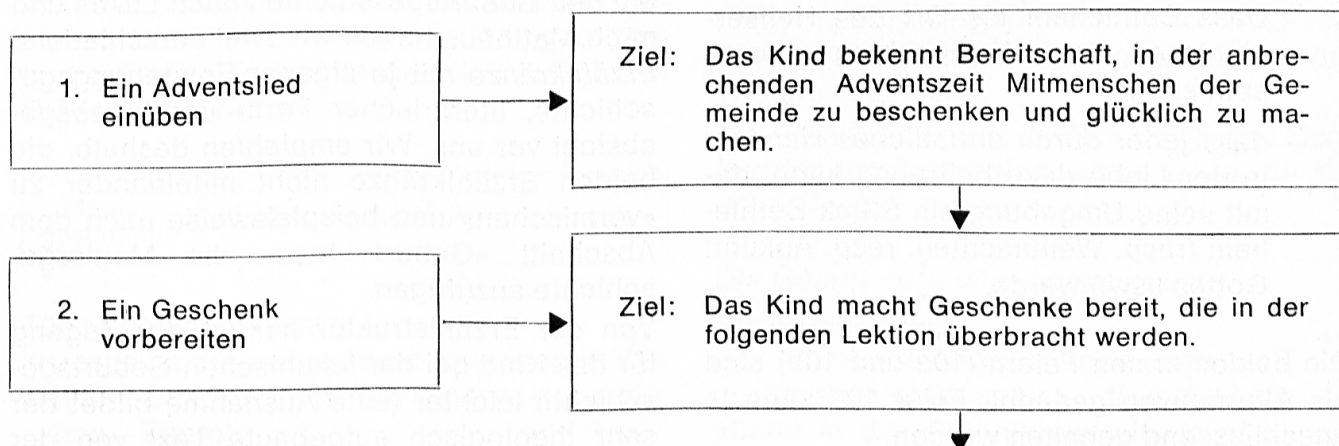 1. Ein Adventslied
einüben
Ziel: Das Kind bekennt Bereitschaft, in der anbre-
chenden Adventszeit Mitmenschen der Ge-
meinde zu beschenken und glücklich zu ma-
chen.
2. Ein Geschenk
vorbereiten
Ziel: Das Kind macht Geschenke bereit, die in der
folgenden Lektion überbracht werden.